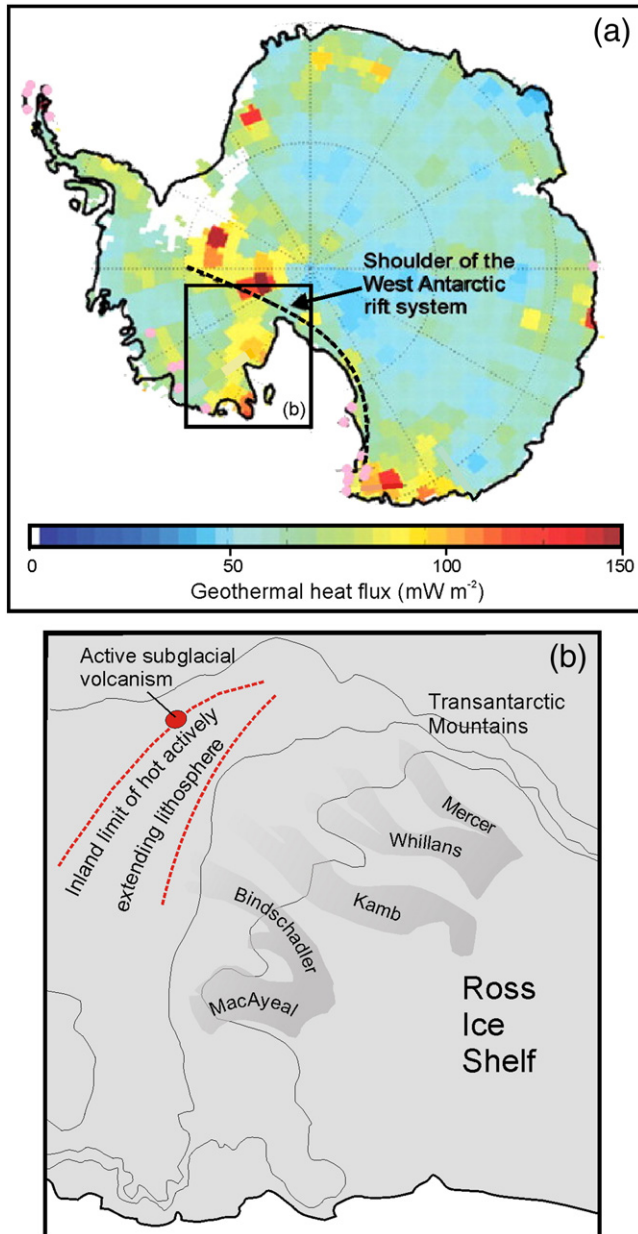 (a)
Shoulder of the
West Antarctic
rift system
(b)
0
50
100
150
Geothermal heat flux (mW m⁻²)
(b)
Active subglacial
volcanism
Transantarctic
Mountains
Inland limit of hot actively
extending lithosphere
Mercer
Whillans
Kamb
Bindschadler
MacAyeal
Ross
Ice
Shelf